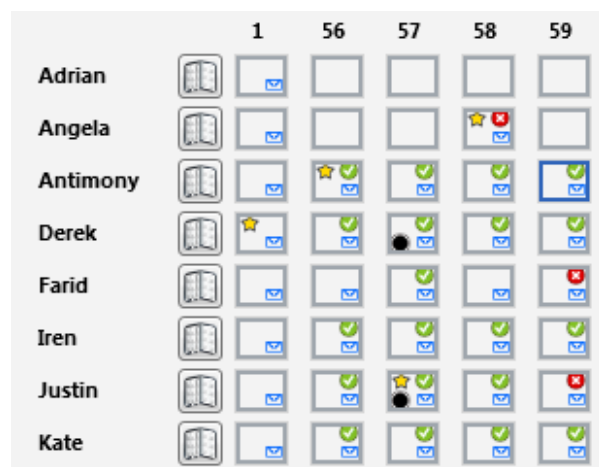 1 56 57 58 59
Adrian
Angela
Antimony
Derek
Farid
Iren
Justin
Kate